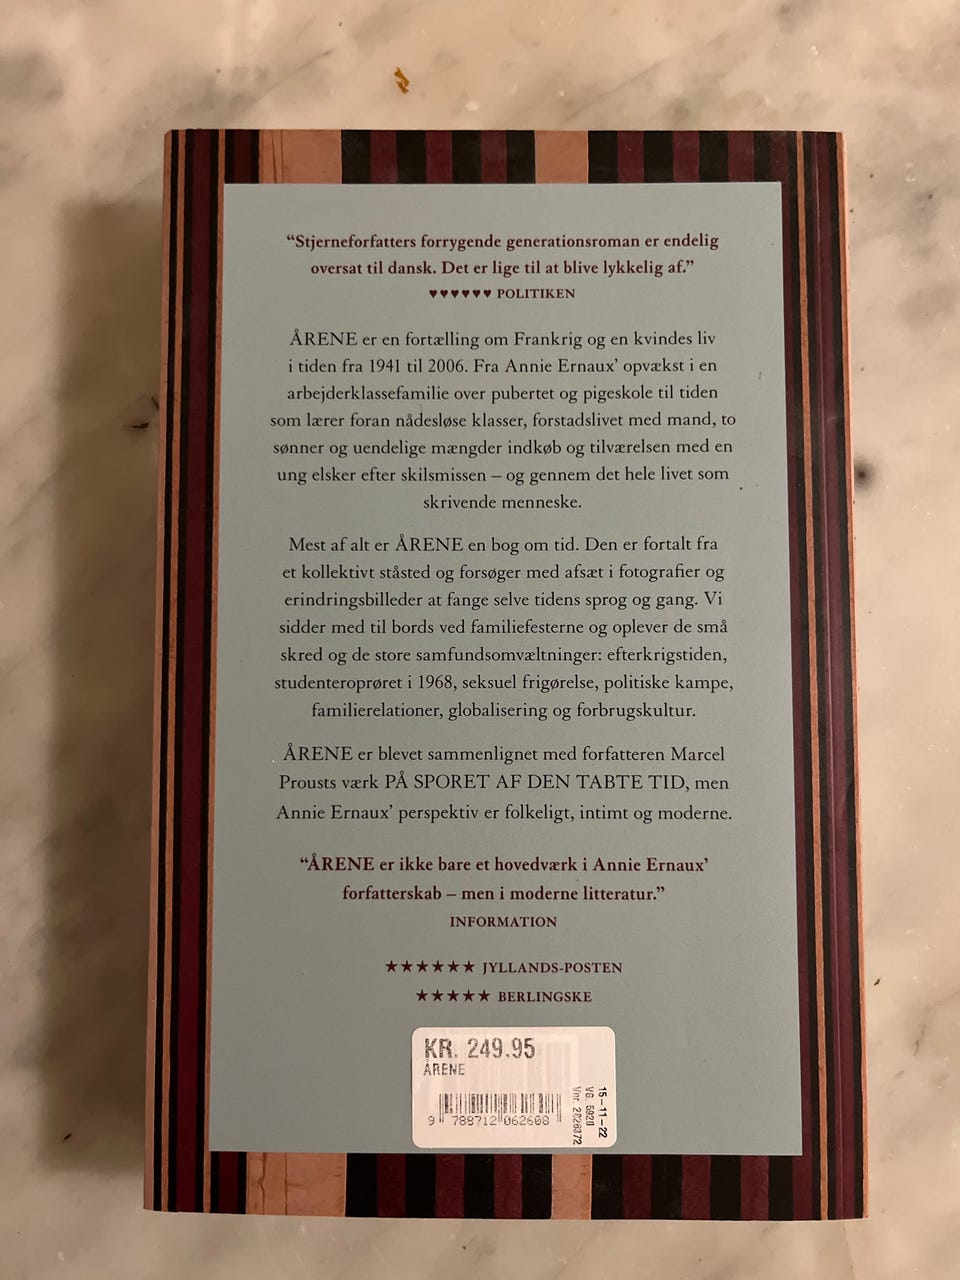 “Stjerneforfatters forrygende generationsroman er endelig
oversat til dansk. Det er lige til at blive lykkelig af.”
♥♥♥♥♥♥ POLITIKEN
ÅRENE er en fortælling om Frankrig og en kvindes liv
i tiden fra 1941 til 2006. Fra Annie Ernaux’ opvækst i en
arbejderklassefamilie over pubertet og pigeskole til tiden
som lærer foran nådesløse klasser, forstadslivet med mand, to
sønner og uendelige mængder indkøb og tilværelsen med en
ung elsker efter skilsmissen – og gennem det hele livet som
skrivende menneske.
Mest af alt er ÅRENE en bog om tid. Den er fortalt fra
et kollektivt ståsted og forsøger med afsæt i fotografier og
erindringsbilleder at fange selve tidens sprog og gang. Vi
sidder med til bords ved familiefesterne og oplever de små
skred og de store samfundsomvæltninger: efterkrigstiden,
studenteroprøret i 1968, seksuel frigørelse, politiske kampe,
familierelationer, globalisering og forbrugskultur.
ÅRENE er blevet sammenlignet med forfatteren Marcel
Prousts værk PÅ SPORET AF DEN TABTE TID, men
Annie Ernaux’ perspektiv er folkeligt, intimt og moderne.
“ÅRENE er ikke bare et hovedværk i Annie Ernaux’
forfatterskab – men i moderne litteratur.”
INFORMATION
★★★★★★ JYLLANDS-POSTEN
★★★★★ BERLINGSKE
KR. 249.95
ÅRENE
9 788712 062608
15-11-22
VG. 6920
Vnr. 2626372